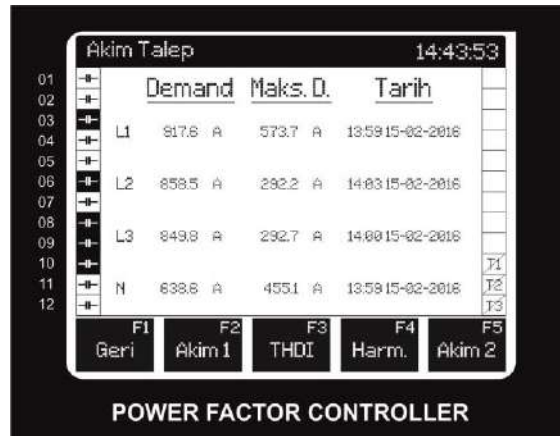 Akim Talep 14:43:53
01
02
03
04
05
06
07
08
09
10
11
12
Demand Maks. D. Tarih
L1 917.6 A 573.7 A 13:59 15-02-2016
L2 858.5 A 292.2 A 14:03 15-02-2016
L3 849.8 A 292.7 A 14:00 15-02-2016
N 638.6 A 455.1 A 13:59 15-02-2016
T1
T2
T3
F1 F2 F3 F4 F5
Geri Akim 1 THDI Harm. Akim 2
POWER FACTOR CONTROLLER